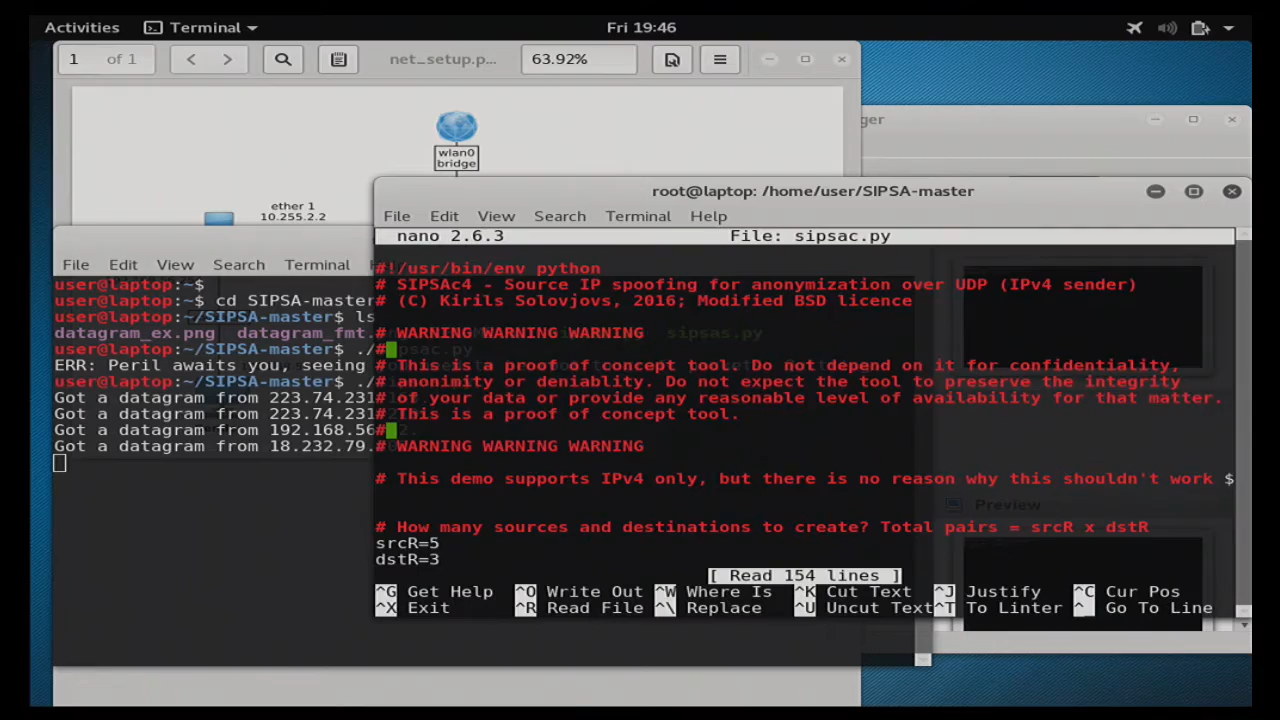 Activities Terminal Fri 19:46
1 of 1 net_setup.p... 63.92%
wlan0
bridge
ether 1
10.255.2.2
root@laptop: /home/user/SIPSA-master
File Edit View Search Terminal Help
nano 2.6.3 File: sipsac.py
#!/usr/bin/env python
# SIPSAc4 - Source IP spoofing for anonymization over UDP (IPv4 sender)
# (C) Kirils Solovjovs, 2016; Modified BSD licence
# WARNING WARNING WARNING
#
# This is a proof of concept tool. Do not depend on it for confidentiality,
# anonimity or deniablity. Do not expect the tool to preserve the integrity
# of your data or provide any reasonable level of availability for that matter.
# This is a proof of concept tool.
#
# WARNING WARNING WARNING
# This demo supports IPv4 only, but there is no reason why this shouldn't work $
# How many sources and destinations to create? Total pairs = srcR x dstR
srcR=5
dstR=3
[ Read 154 lines ]
^G Get Help ^O Write Out ^W Where Is ^K Cut Text ^J Justify ^C Cur Pos
^X Exit ^R Read File ^\ Replace ^U Uncut Text ^T To Linter ^_ Go To Line
File Edit View Search Terminal
user@laptop:~$
user@laptop:~$ cd SIPSA-master
user@laptop:~/SIPSA-master$ ls
datagram_ex.png datagram_fmt. sipsas.py
user@laptop:~/SIPSA-master$ ./sipsac.py
ERR: Peril awaits you, seeing
user@laptop:~/SIPSA-master$ ./
Got a datagram from 223.74.231
Got a datagram from 223.74.231
Got a datagram from 192.168.56
Got a datagram from 18.232.79.
Preview